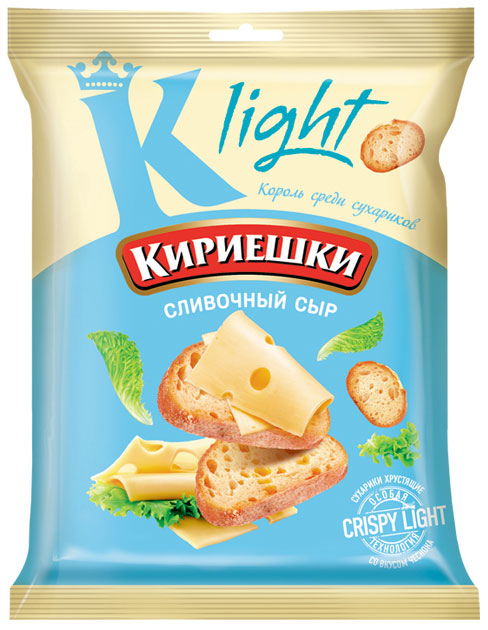 К light
Король среди сухариков
КИРИЕШКИ
СЛИВОЧНЫЙ СЫР
СУХАРИКИ ХРУСТЯЩИЕ
ОСОБАЯ
CRISPY LIGHT
ТЕХНОЛОГИЯ
СО ВКУСОМ ЧЕСНОКА